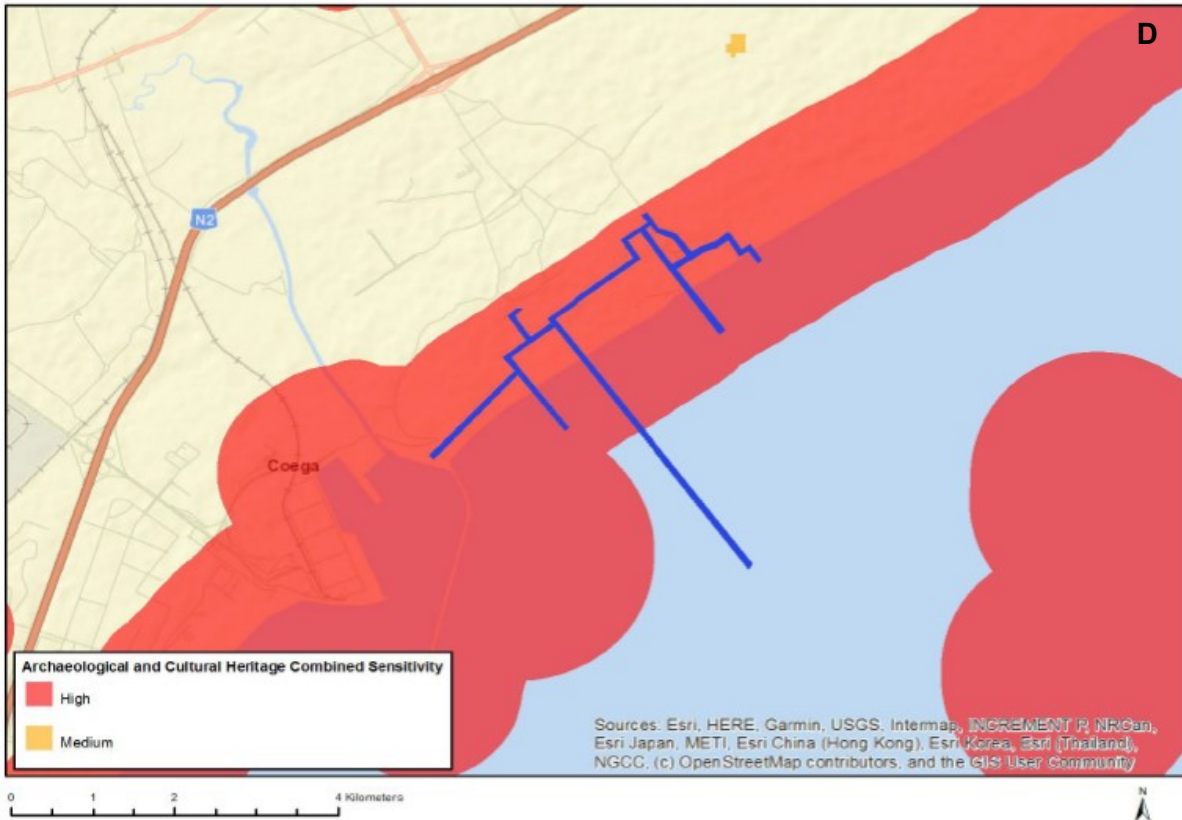 D
N2
Coega
Archaeological and Cultural Heritage Combined Sensitivity
High
Medium
Sources: Esri, HERE, Garmin, USGS, Intermap, INCREMENT P, NRCan,
Esri Japan, METI, Esri China (Hong Kong), Esri Korea, Esri (Thailand),
NGCC, (c) OpenStreetMap contributors, and the GIS User Community
0 1 2 4 Kilometers
N